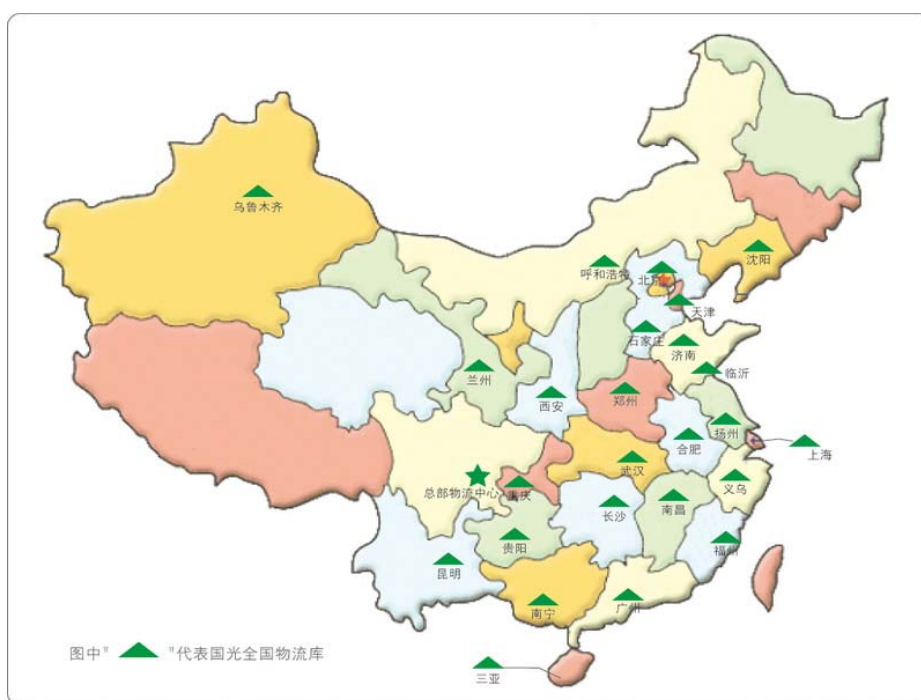 乌鲁木齐
沈阳
呼和浩特
北京
天津
石家庄
济南
临沂
兰州
郑州
西安
扬州
合肥
上海
武汉
义乌
总部物流中心
重庆
长沙
南昌
贵阳
福州
昆明
南宁
广州
图中" "代表国光全国物流库
三亚